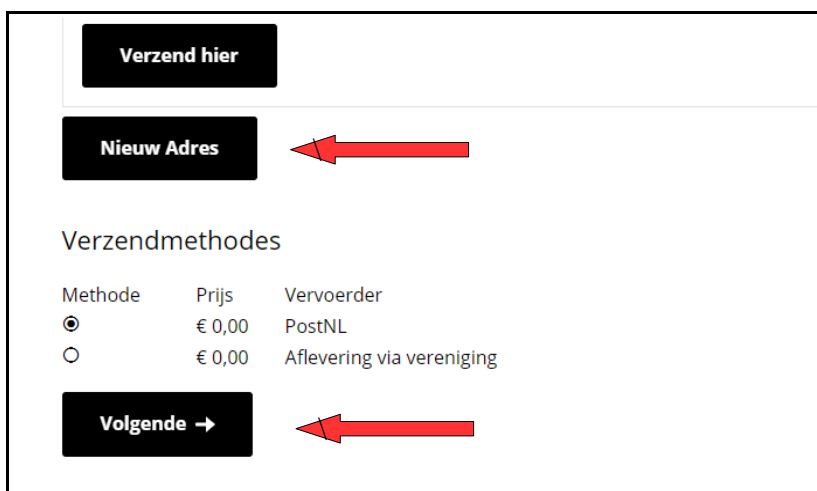 Verzend hier
Nieuw Adres
Verzendmethodes
Methode Prijs Vervoerder
€ 0,00 PostNL
€ 0,00 Aflevering via vereniging
Volgende →